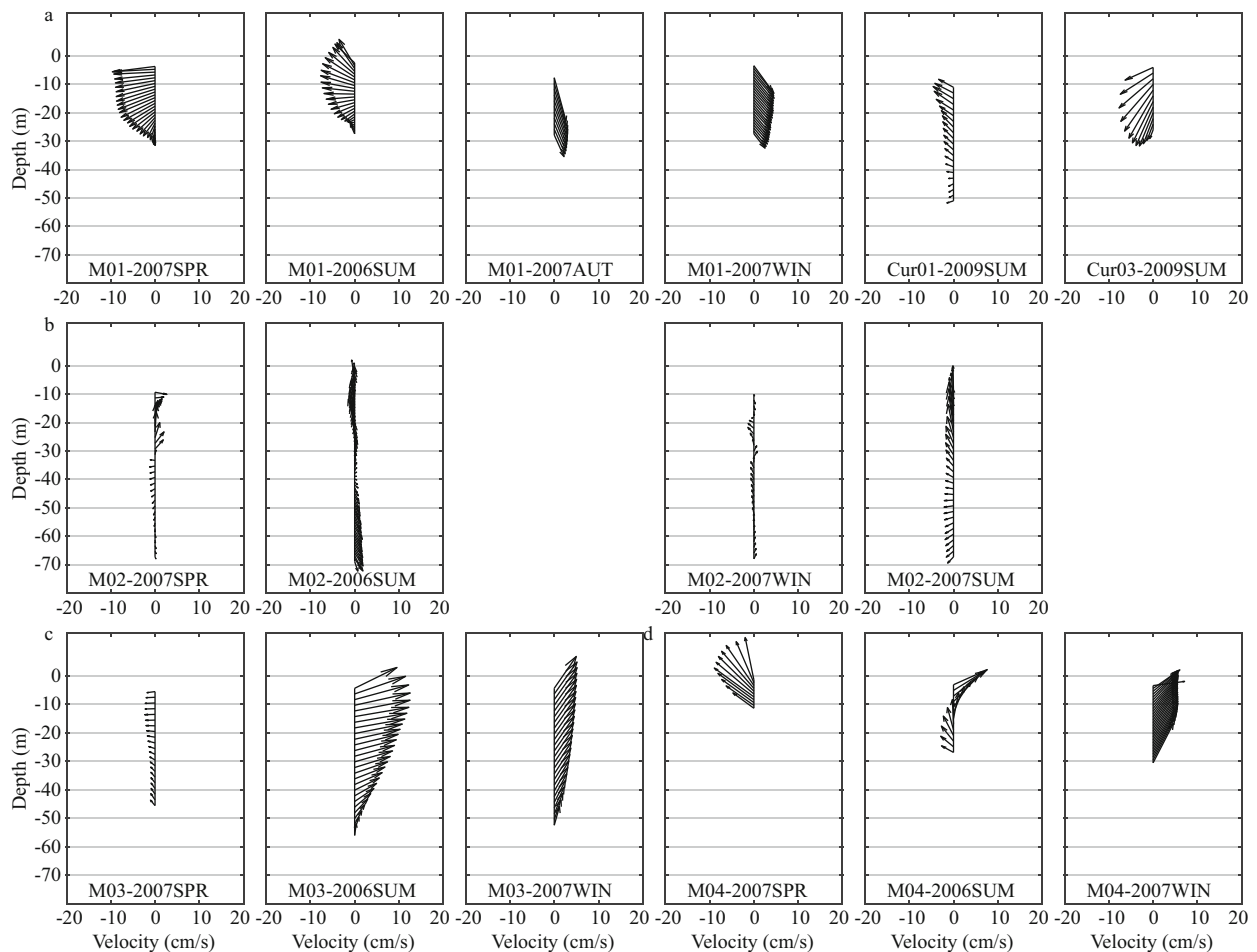 a
0
-10
-20
-30
-40
-50
-60
-70
Depth (m)
M01-2007SPR M01-2006SUM M01-2007AUT M01-2007WIN Cur01-2009SUM Cur03-2009SUM
-20 -10 0 10 20 -20 -10 0 10 20 -20 -10 0 10 20 -20 -10 0 10 20 -20 -10 0 10 20 -20 -10 0 10 20
b
0
-10
-20
-30
-40
-50
-60
-70
Depth (m)
M02-2007SPR M02-2006SUM M02-2007WIN M02-2007SUM
-20 -10 0 10 20 -20 -10 0 10 20 -20 -10 0 10 20 -20 -10 0 10 20
c d
0
-10
-20
-30
-40
-50
-60
-70
Depth (m)
M03-2007SPR M03-2006SUM M03-2007WIN M04-2007SPR M04-2006SUM M04-2007WIN
-20 -10 0 10 20 -20 -10 0 10 20 -20 -10 0 10 20 -20 -10 0 10 20 -20 -10 0 10 20 -20 -10 0 10 20
Velocity (cm/s) Velocity (cm/s) Velocity (cm/s) Velocity (cm/s) Velocity (cm/s) Velocity (cm/s)